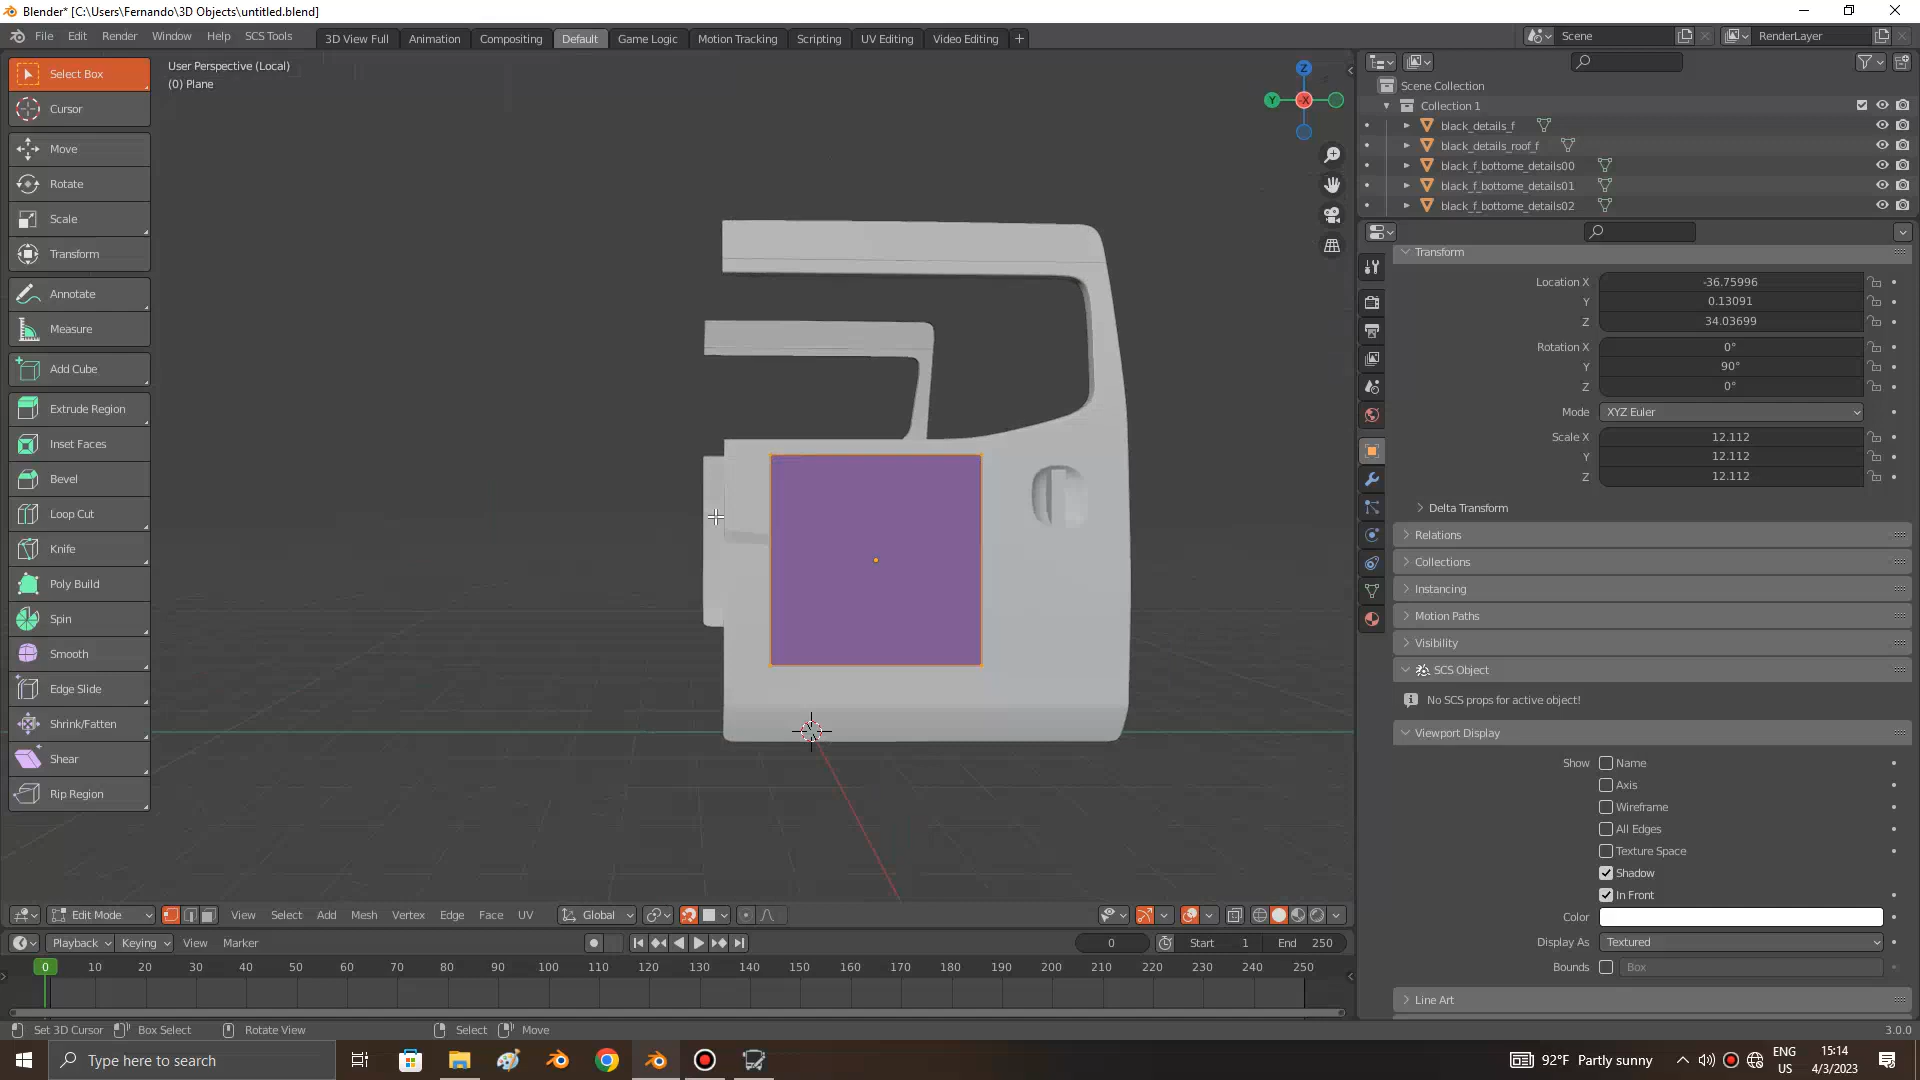 Blender* [C:\Users\Fernando\3D Objects\untitled.blend]
File Edit Render Window Help SCS Tools
3D View Full Animation Compositing Default Game Logic Motion Tracking Scripting UV Editing Video Editing +
Scene
RenderLayer
User Perspective (Local)
(0) Plane
Select Box
Cursor
Move
Rotate
Scale
Transform
Annotate
Measure
Add Cube
Extrude Region
Inset Faces
Bevel
Loop Cut
Knife
Poly Build
Spin
Smooth
Edge Slide
Shrink/Fatten
Shear
Rip Region
Z
Y
-X
Scene Collection
Collection 1
black_details_f
black_details_roof_f
black_f_bottome_details00
black_f_bottome_details01
black_f_bottome_details02
Transform
Location X -36.75996
Y 0.13091
Z 34.03699
Rotation X 0°
Y 90°
Z 0°
Mode XYZ Euler
Scale X 12.112
Y 12.112
Z 12.112
Delta Transform
Relations
Collections
Instancing
Motion Paths
Visibility
SCS Object
No SCS props for active object!
Viewport Display
Show Name
Axis
Wireframe
All Edges
Texture Space
Shadow
In Front
Color
Display As Textured
Bounds Box
Line Art
Edit Mode View Select Add Mesh Vertex Edge Face UV Global
Playback Keying View Marker 0 Start 1 End 250
0 10 20 30 40 50 60 70 80 90 100 110 120 130 140 150 160 170 180 190 200 210 220 230 240 250
Set 3D Cursor Box Select Rotate View Select Move 3.0.0
Type here to search
92°F Partly sunny
ENG
US
15:14
4/3/2023